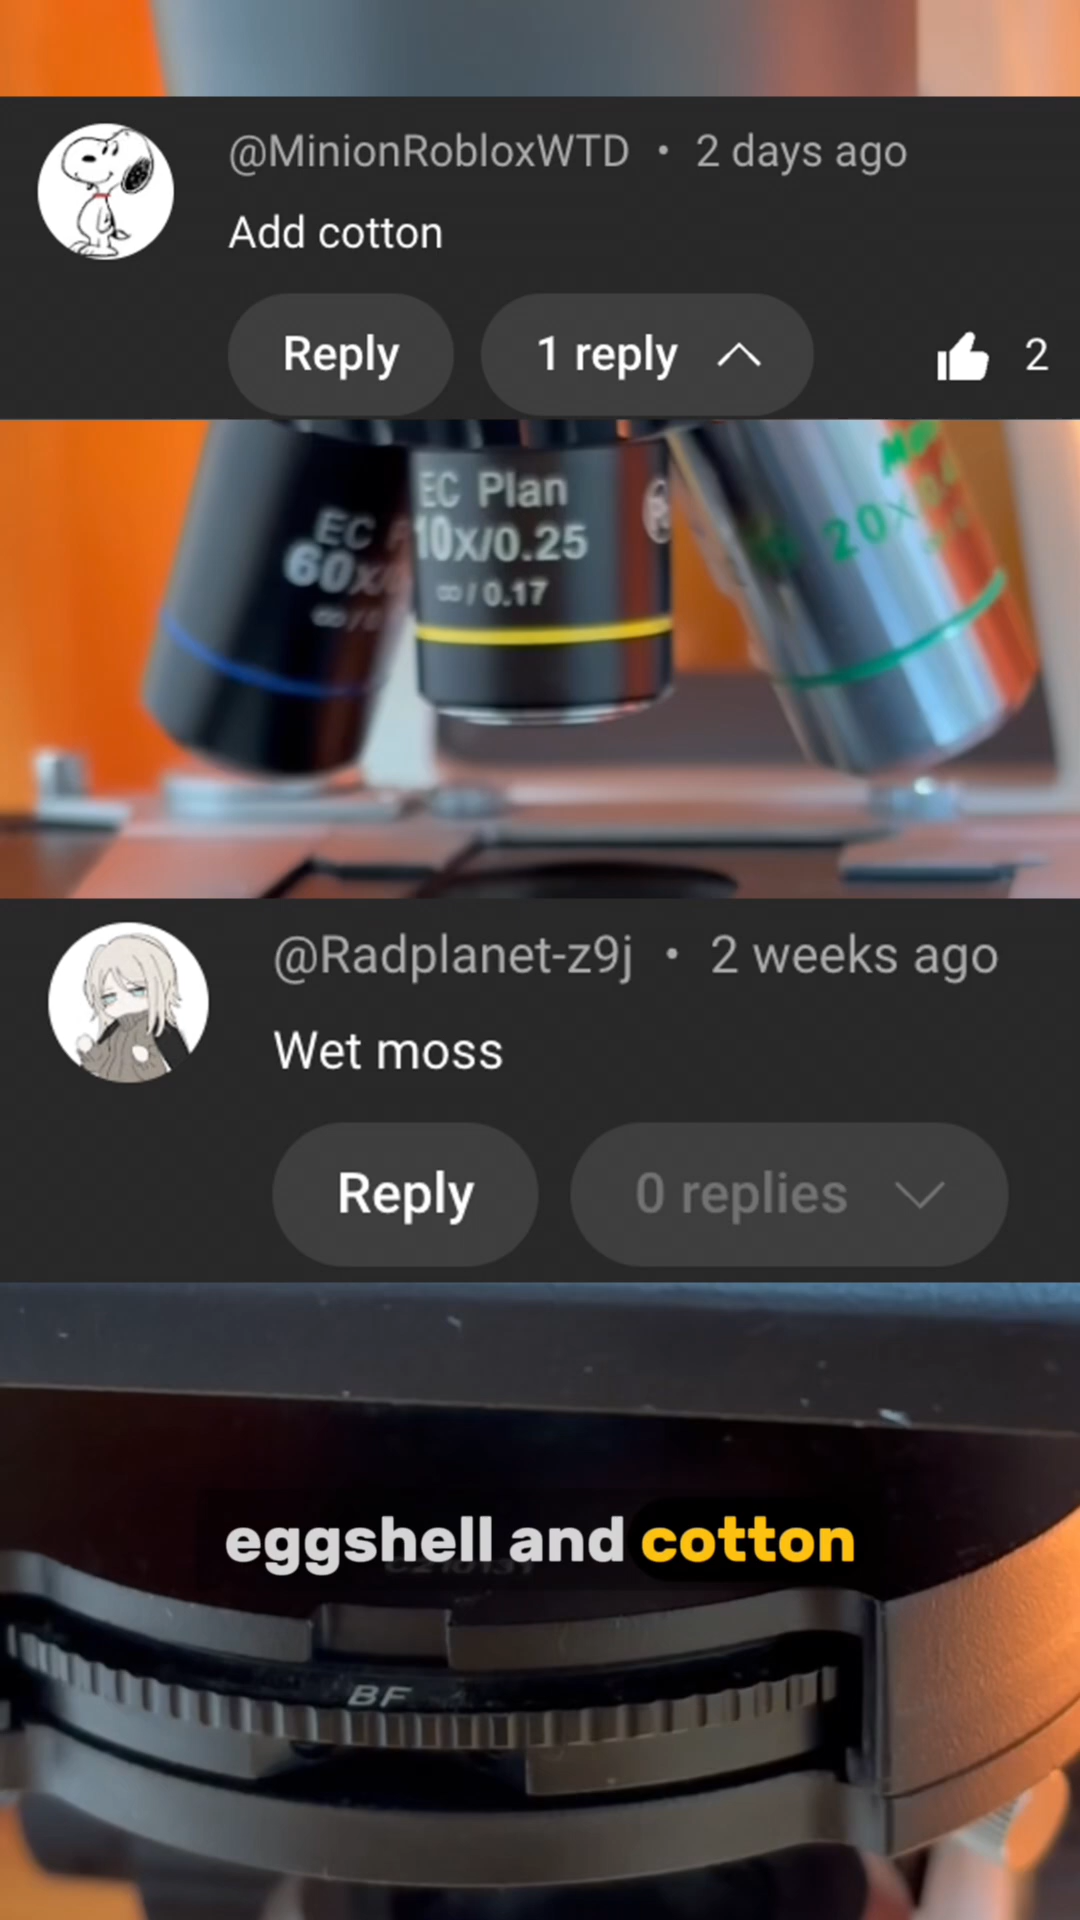 @MinionRobloxWTD • 2 days ago
Add cotton
Reply
1 reply
2
EC Plan
10x/0.25
∞/0.17
EC
60x
20x
@Radplanet-z9j • 2 weeks ago
Wet moss
Reply
0 replies
eggshell and cotton
BF